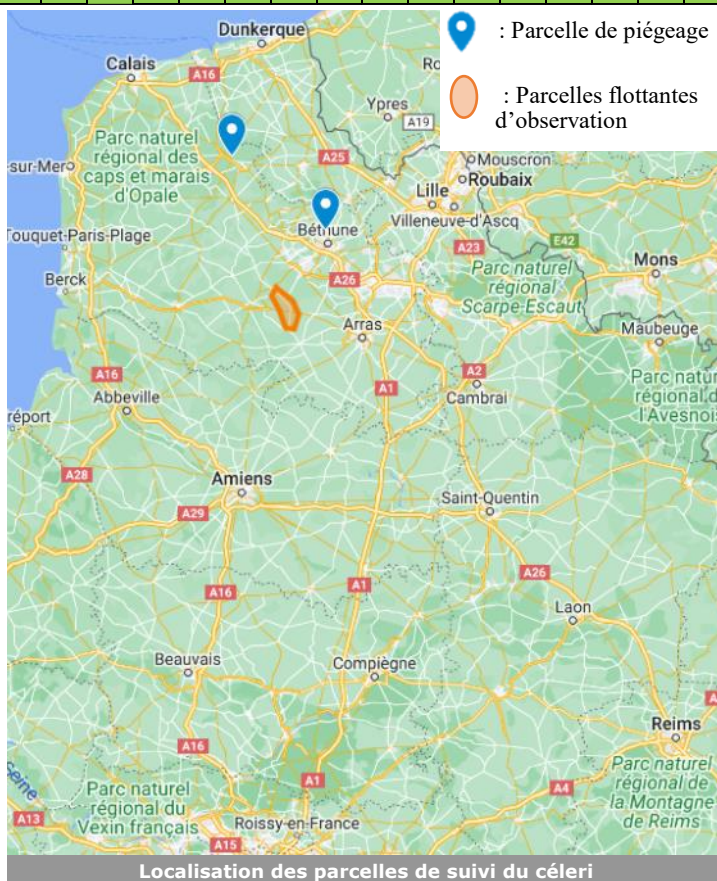 Dunkerque
: Parcelle de piégeage
Calais
A16
Ro
Ypres
A19
: Parcelles flottantes
d'observation
Parc naturel
régional des
caps et marais
d'Opale
-sur-Mer
A25
Mouscron
Roubaix
Lille
Villeneuve-d'Ascq
Touquet-Paris-Plage
Béthune
A23
E42
Mons
Berck
A26
Parc naturel
régional
Scarpe-Escaut
Arras
Maubeuge
A16
A2
Parc natur
régional d
l'Avesnois
Abbeville
A1
Cambrai
réport
A28
Amiens
Saint-Quentin
A29
A26
A16
A1
Laon
Beauvais
Compiègne
Reims
A16
Seine
A1
Parc naturel
régional de
la Montagne
de Reims
Parc naturel
régional du
Vexin français
A4
A13
Roissy-en-France
A15
Localisation des parcelles de suivi du céleri